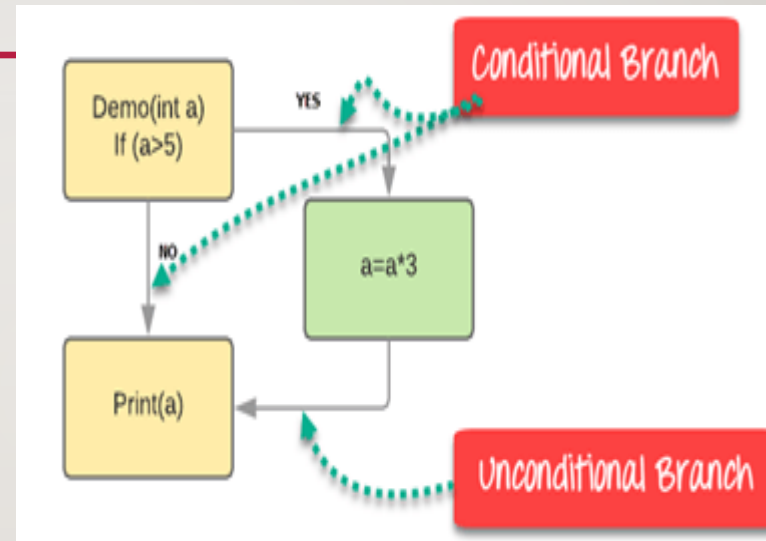 Conditional Branch
Demo(int a)
If (a>5)
YES
NO
a=a*3
Print(a)
Unconditional Branch